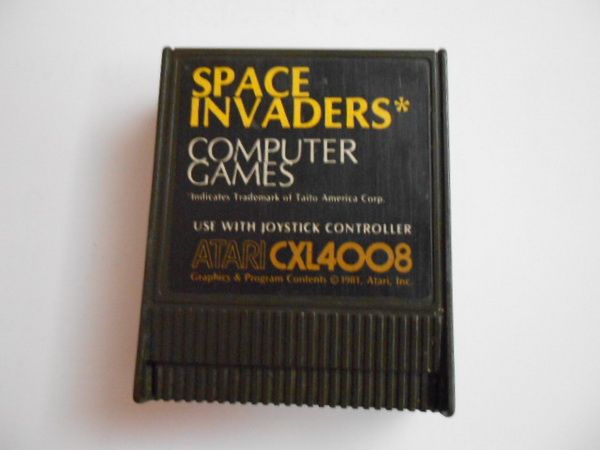 SPACE
INVADERS*
COMPUTER
GAMES
*Indicates Trademark of Taito America Corp.
USE WITH JOYSTICK CONTROLLER
ATARI CXL4008
Graphics & Program Contents © 1981, Atari, Inc.